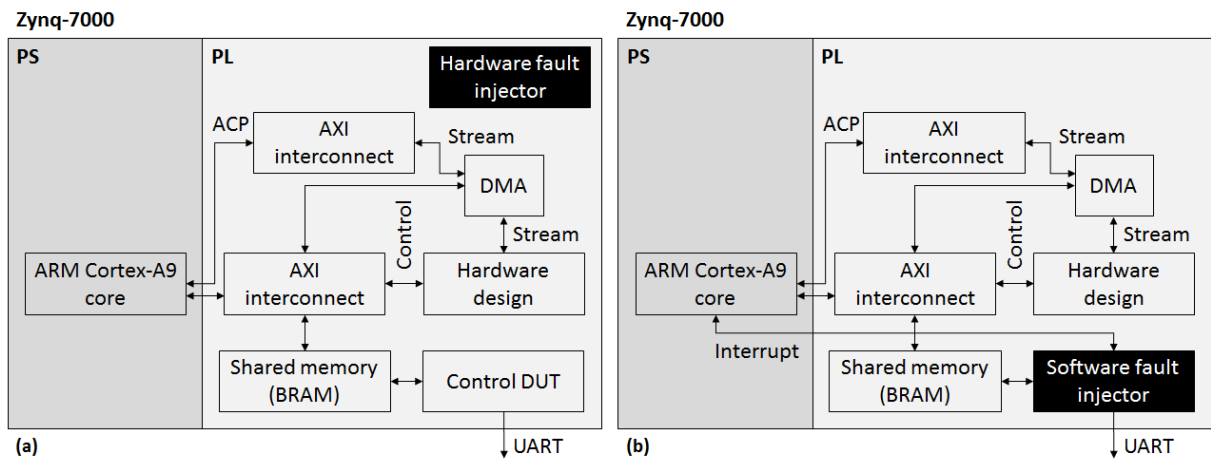 Zynq-7000
PS
PL
Hardware fault
injector
ACP
AXI
interconnect
Stream
DMA
Control
Stream
ARM Cortex-A9
core
AXI
interconnect
Hardware
design
Shared memory
(BRAM)
Control DUT
(a)
UART
Zynq-7000
PS
PL
ACP
AXI
interconnect
Stream
DMA
Control
Stream
ARM Cortex-A9
core
AXI
interconnect
Hardware
design
Interrupt
Shared memory
(BRAM)
Software fault
injector
(b)
UART